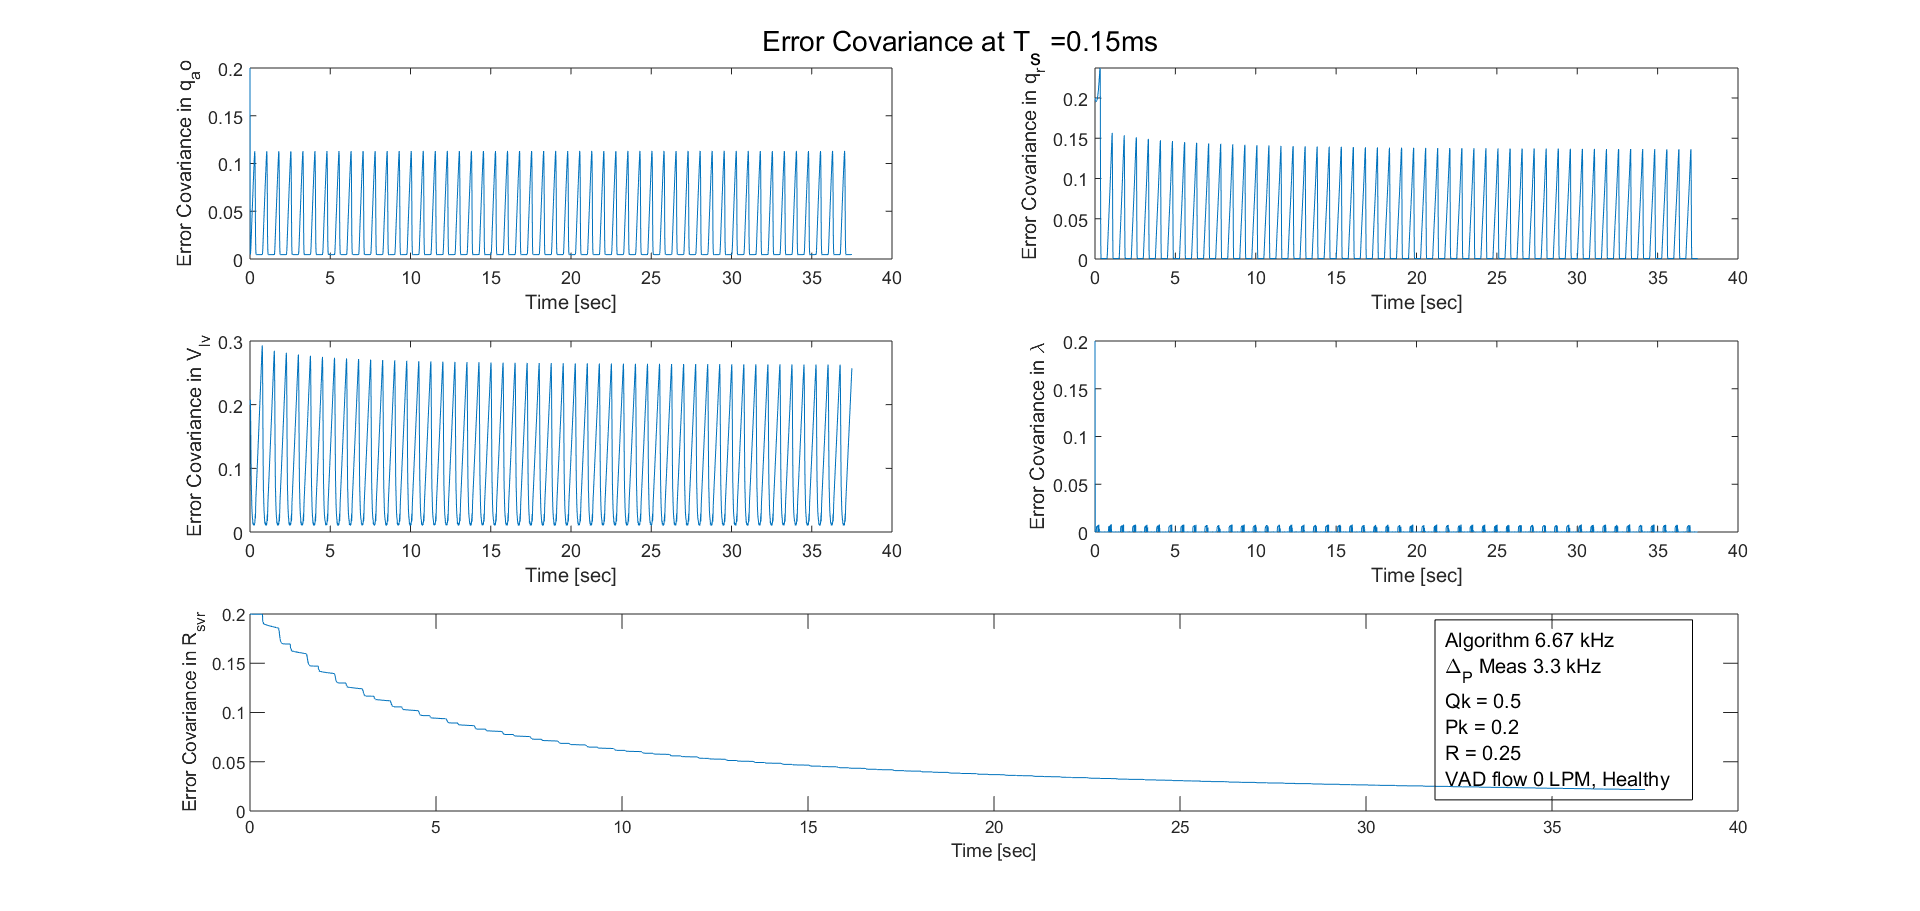 Error Covariance at Ts =0.15ms
Error Covariance in qao
0.2
0.15
0.1
0.05
0
0 5 10 15 20 25 30 35 40
Time [sec]
Error Covariance in qrs
0.2
0.15
0.1
0.05
0
0 5 10 15 20 25 30 35 40
Time [sec]
Error Covariance in Vlv
0.3
0.2
0.1
0
0 5 10 15 20 25 30 35 40
Time [sec]
Error Covariance in λ
0.2
0.15
0.1
0.05
0
0 5 10 15 20 25 30 35 40
Time [sec]
Error Covariance in Rsvr
0.2
0.15
0.1
0.05
0
0 5 10 15 20 25 30 35 40
Time [sec]
Algorithm 6.67 kHz
ΔP Meas 3.3 kHz
Qk = 0.5
Pk = 0.2
R = 0.25
VAD flow 0 LPM, Healthy